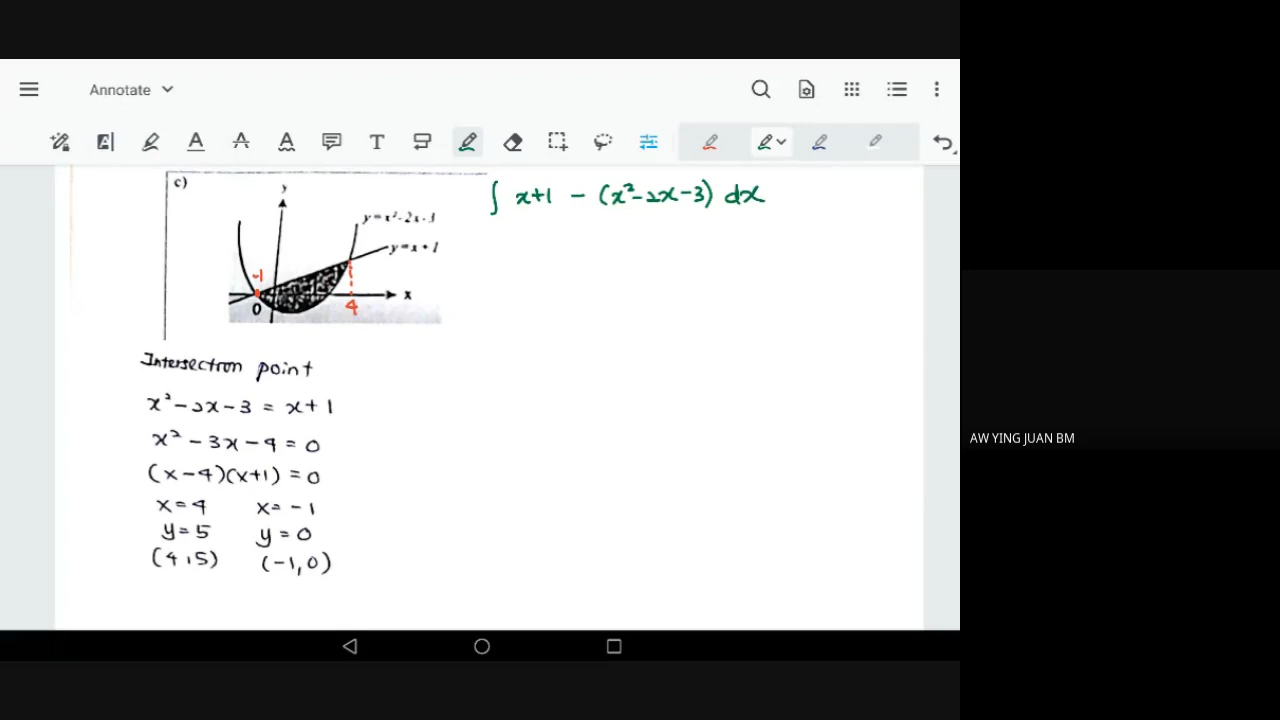 Annotate
c)
∫ x+1 - (x²-2x-3) dx
y
y=x²-2x-3
y=x+1
-1
x
0
4
Intersection point
x²-2x-3 = x+1
x²-3x-4=0
(x-4)(x+1)=0
x=4 x=-1
y=5 y=0
(4,5) (-1,0)
AW YING JUAN BM